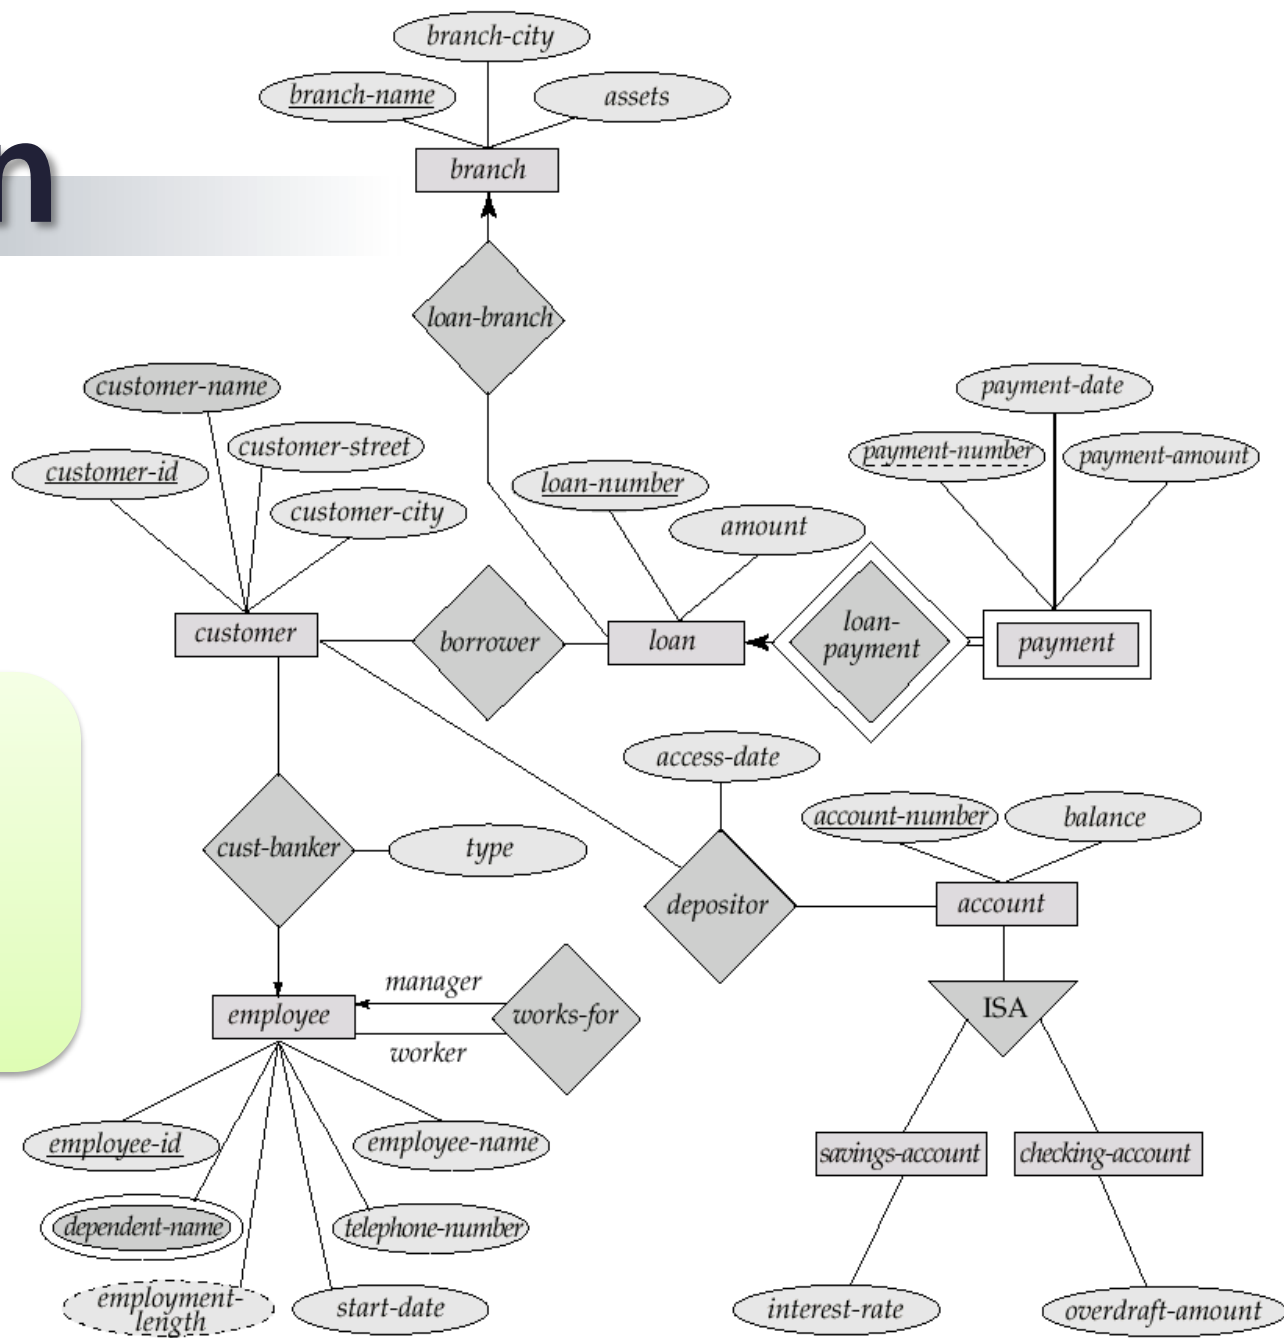 branch-city
branch-name
assets
n
branch
loan-branch
customer-name
payment-date
customer-street
payment-number
payment-amount
customer-id
loan-number
customer-city
amount
customer
borrower
loan
loan-
payment
payment
access-date
account-number
balance
cust-banker
type
depositor
account
manager
employee
works-for
ISA
worker
employee-id
employee-name
savings-account
checking-account
dependent-name
telephone-number
employment-
length
start-date
interest-rate
overdraft-amount